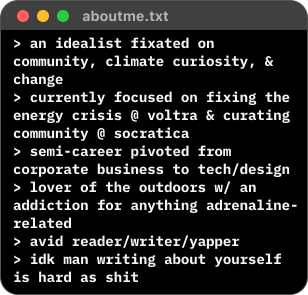 aboutme.txt
> an idealist fixated on
community, climate curiosity, &
change
> currently focused on fixing the
energy crisis @ voltra & curating
community @ socratica
> semi-career pivoted from
corporate business to tech/design
> lover of the outdoors w/ an
addiction for anything adrenaline-
related
> avid reader/writer/yapper
> idk man writing about yourself
is hard as shit